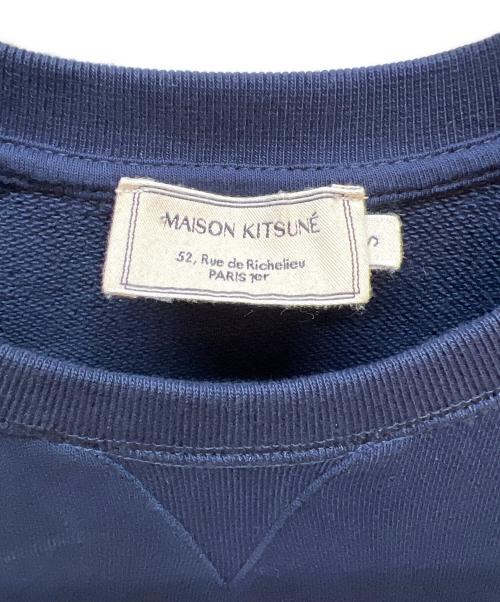 MAISON KITSUNÉ
52, Rue de Richelieu
PARIS 1er
S